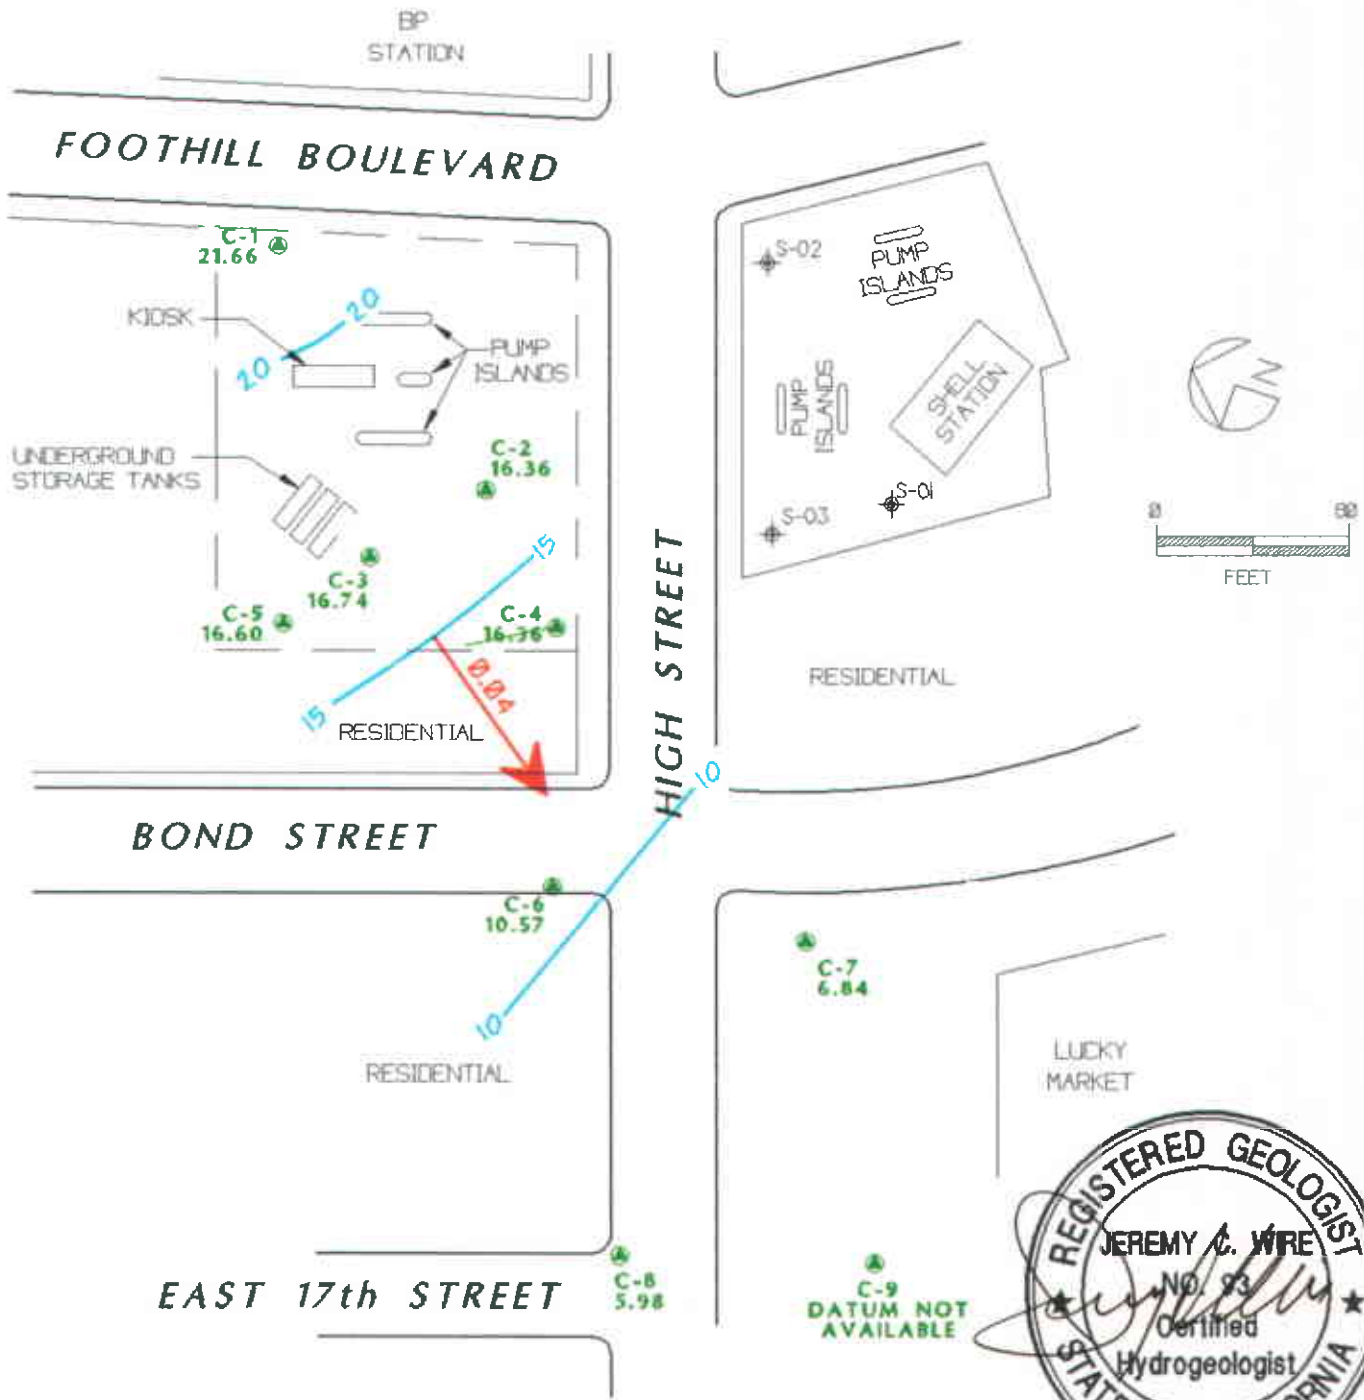 BP
STATION
FOOTHILL BOULEVARD
C-1
21.66
S-02
PUMP
ISLANDS
KIOSK
20
20
PUMP
ISLANDS
N
SHELL
STATION
PUMP
ISLANDS
C-2
16.36
UNDERGROUND
STORAGE TANKS
S-01
S-03
0
80
FEET
15
C-3
16.74
C-5
16.60
C-4
16.36
HIGH STREET
0.04
RESIDENTIAL
15
RESIDENTIAL
10
BOND STREET
C-6
10.57
C-7
6.84
10
RESIDENTIAL
LUCKY
MARKET
REGISTERED GEOLOGIST
JEREMY C. WIRE
NO. 93
Certified
Hydrogeologist
C-8
5.98
EAST 17th STREET
C-9
DATUM NOT
AVAILABLE